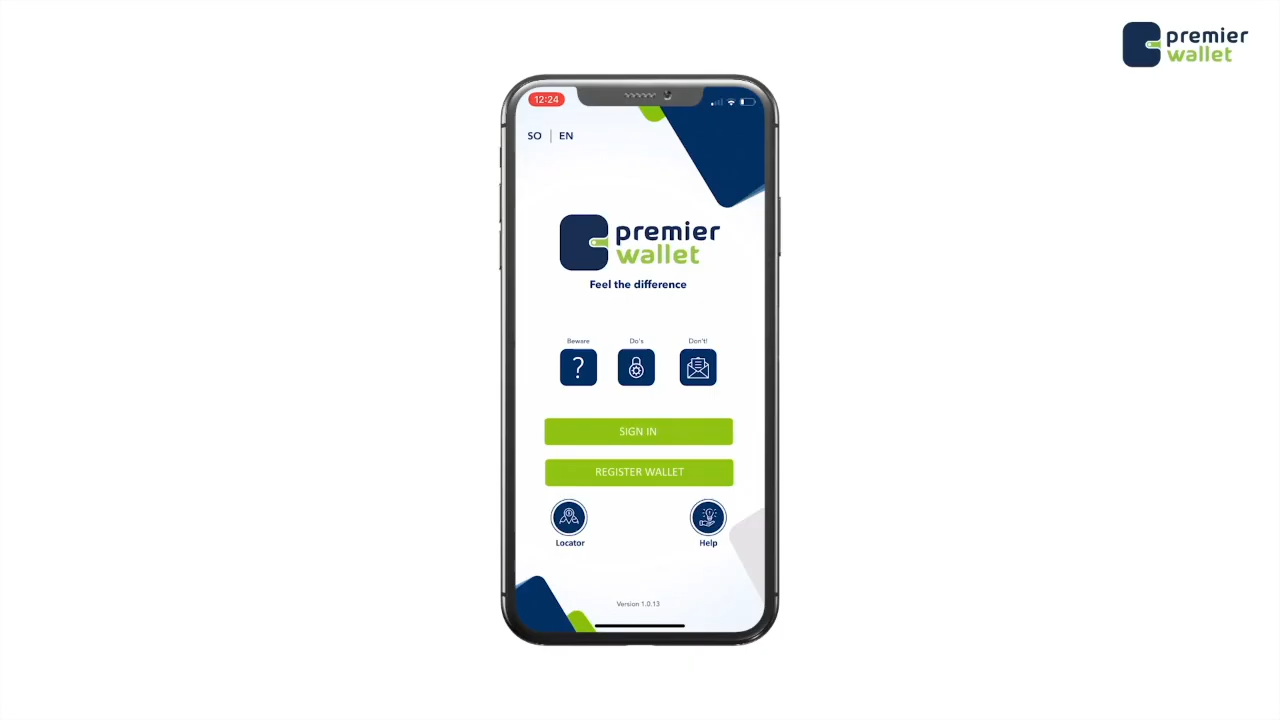 premier
wallet
12:24
SO | EN
premier
wallet
Feel the difference
Beware
Do's
Don't!
SIGN IN
REGISTER WALLET
Locator
Help
Version 1.0.13